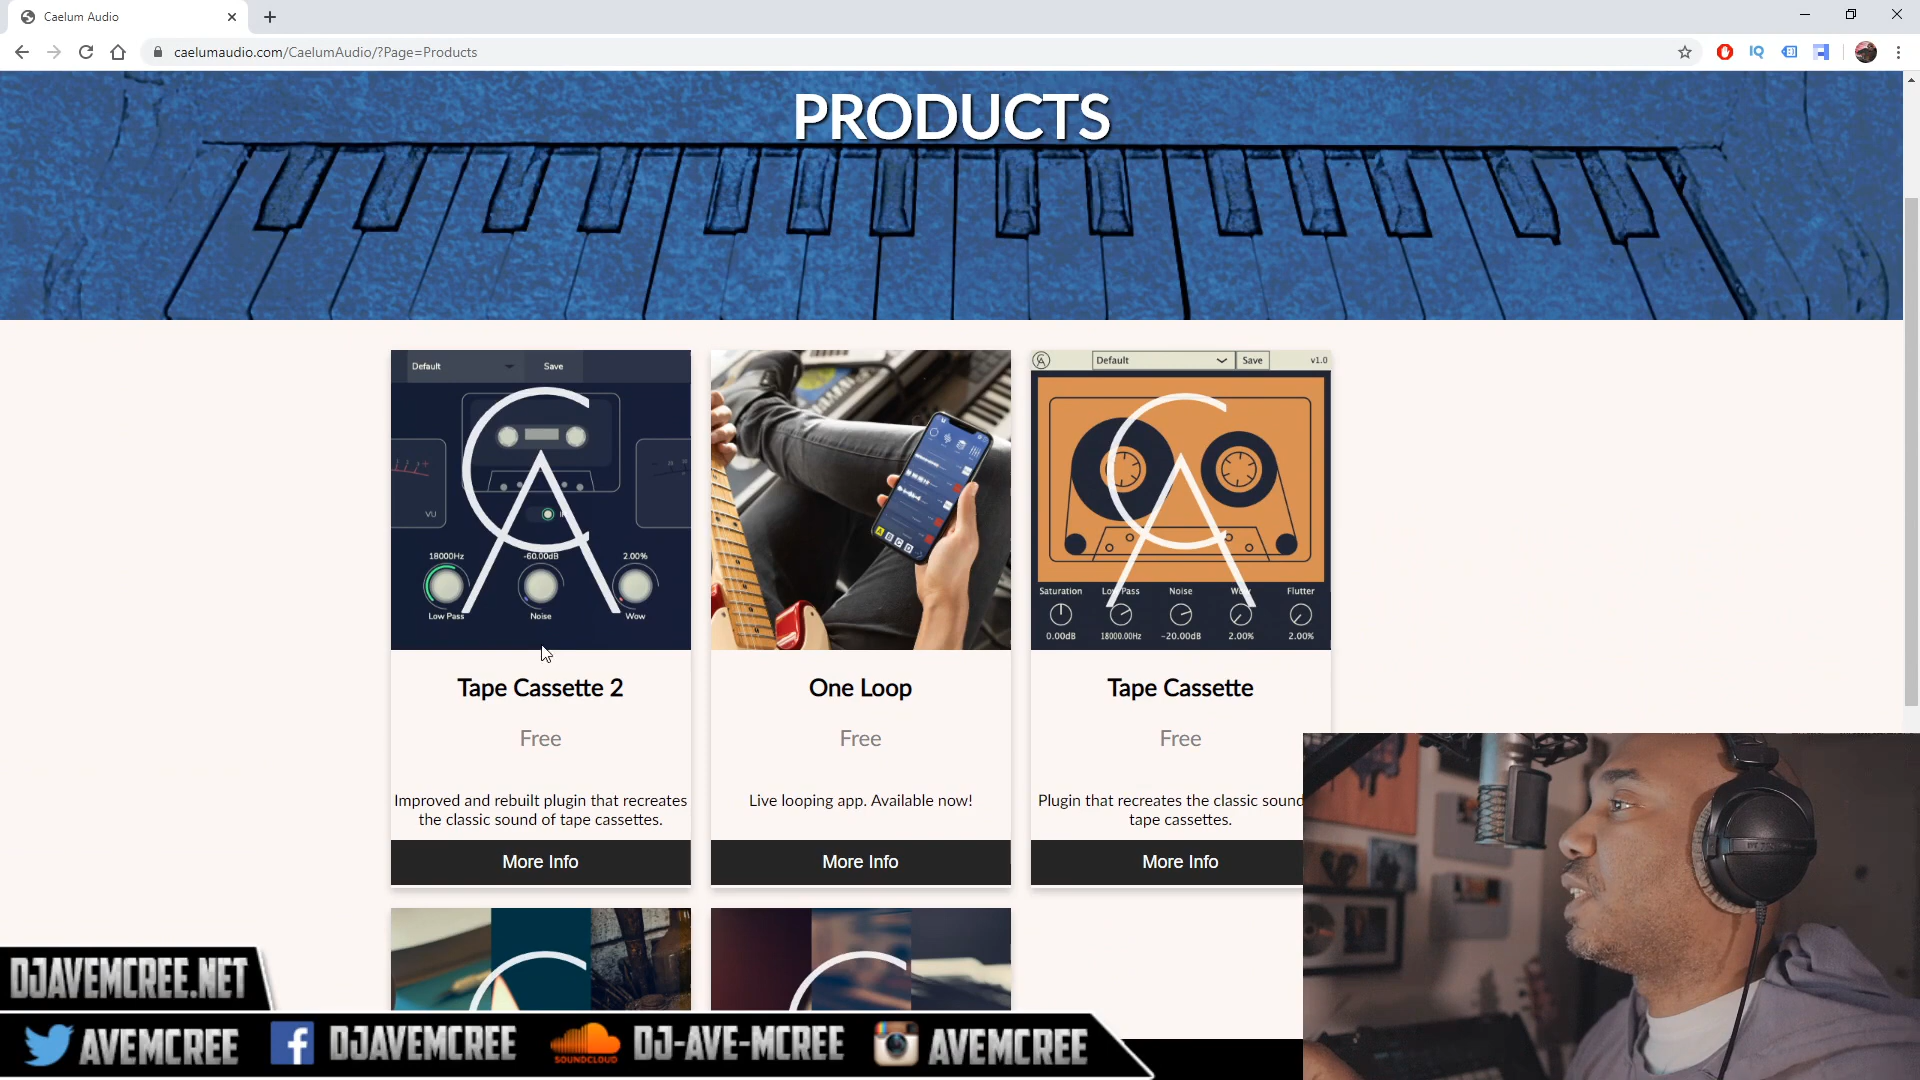 Caelum Audio
caelumaudio.com/CaelumAudio/?Page=Products
IQ
PRODUCTS
Default Save
VU
18000Hz -60.00dB 2.00%
Low Pass Noise Wow
A B C D
Default Save v1.0
Saturation Low Pass Noise Wow Flutter
0.00dB 18000.00Hz -20.00dB 2.00% 2.00%
Tape Cassette 2
Free
Improved and rebuilt plugin that recreates
the classic sound of tape cassettes.
More Info
One Loop
Free
Live looping app. Available now!
More Info
Tape Cassette
Free
Plugin that recreates the classic sound
tape cassettes.
More Info
DJAVEMCREE.NET
AVEMCREE DJAVEMCREE SOUNDCLOUD DJ-AVE-MCREE AVEMCREE